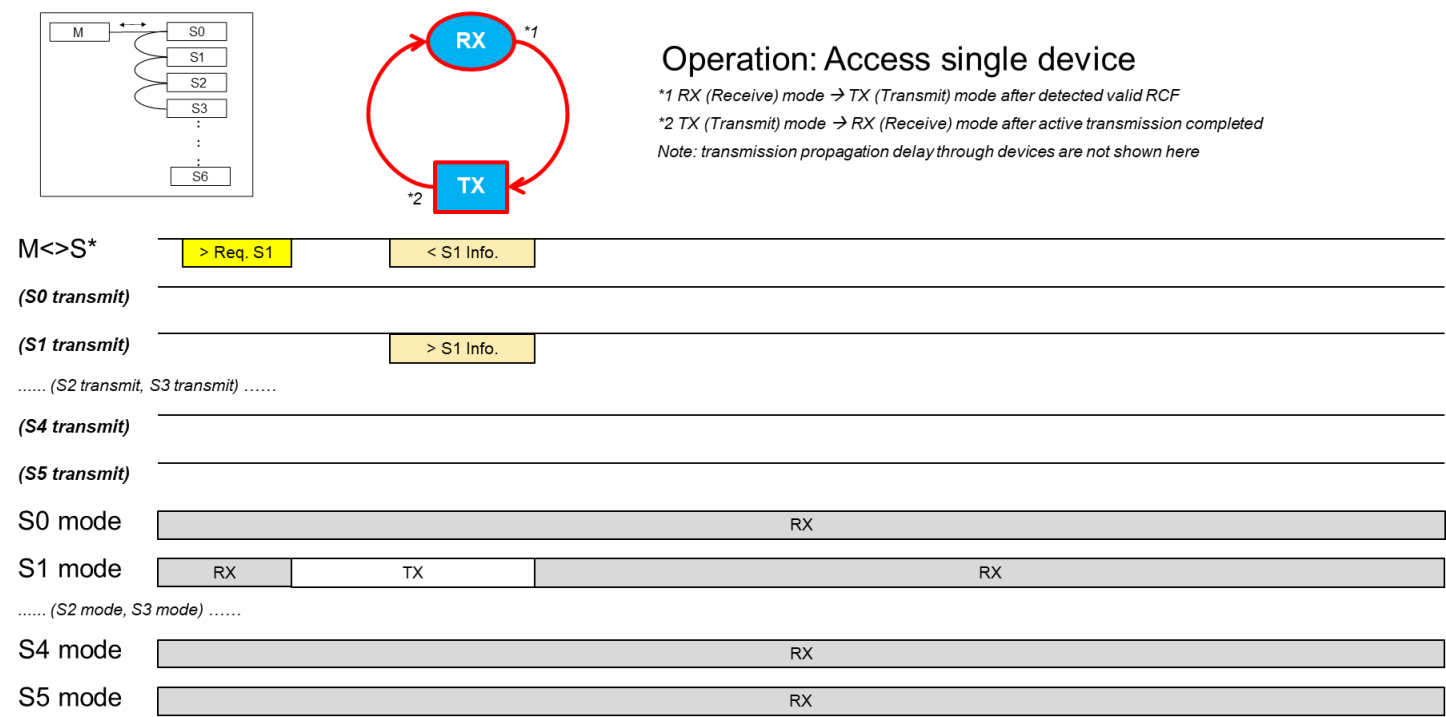 M
S0
S1
S2
S3
:
:
:
S6
RX
*1
TX
*2
Operation: Access single device
*1 RX (Receive) mode → TX (Transmit) mode after detected valid RCF
*2 TX (Transmit) mode → RX (Receive) mode after active transmission completed
Note: transmission propagation delay through devices are not shown here
M<>S*
> Req. S1
< S1 Info.
(S0 transmit)
(S1 transmit)
> S1 Info.
...... (S2 transmit, S3 transmit) ……
(S4 transmit)
(S5 transmit)
S0 mode
RX
S1 mode
RX
TX
RX
...... (S2 mode, S3 mode) ……
S4 mode
RX
S5 mode
RX